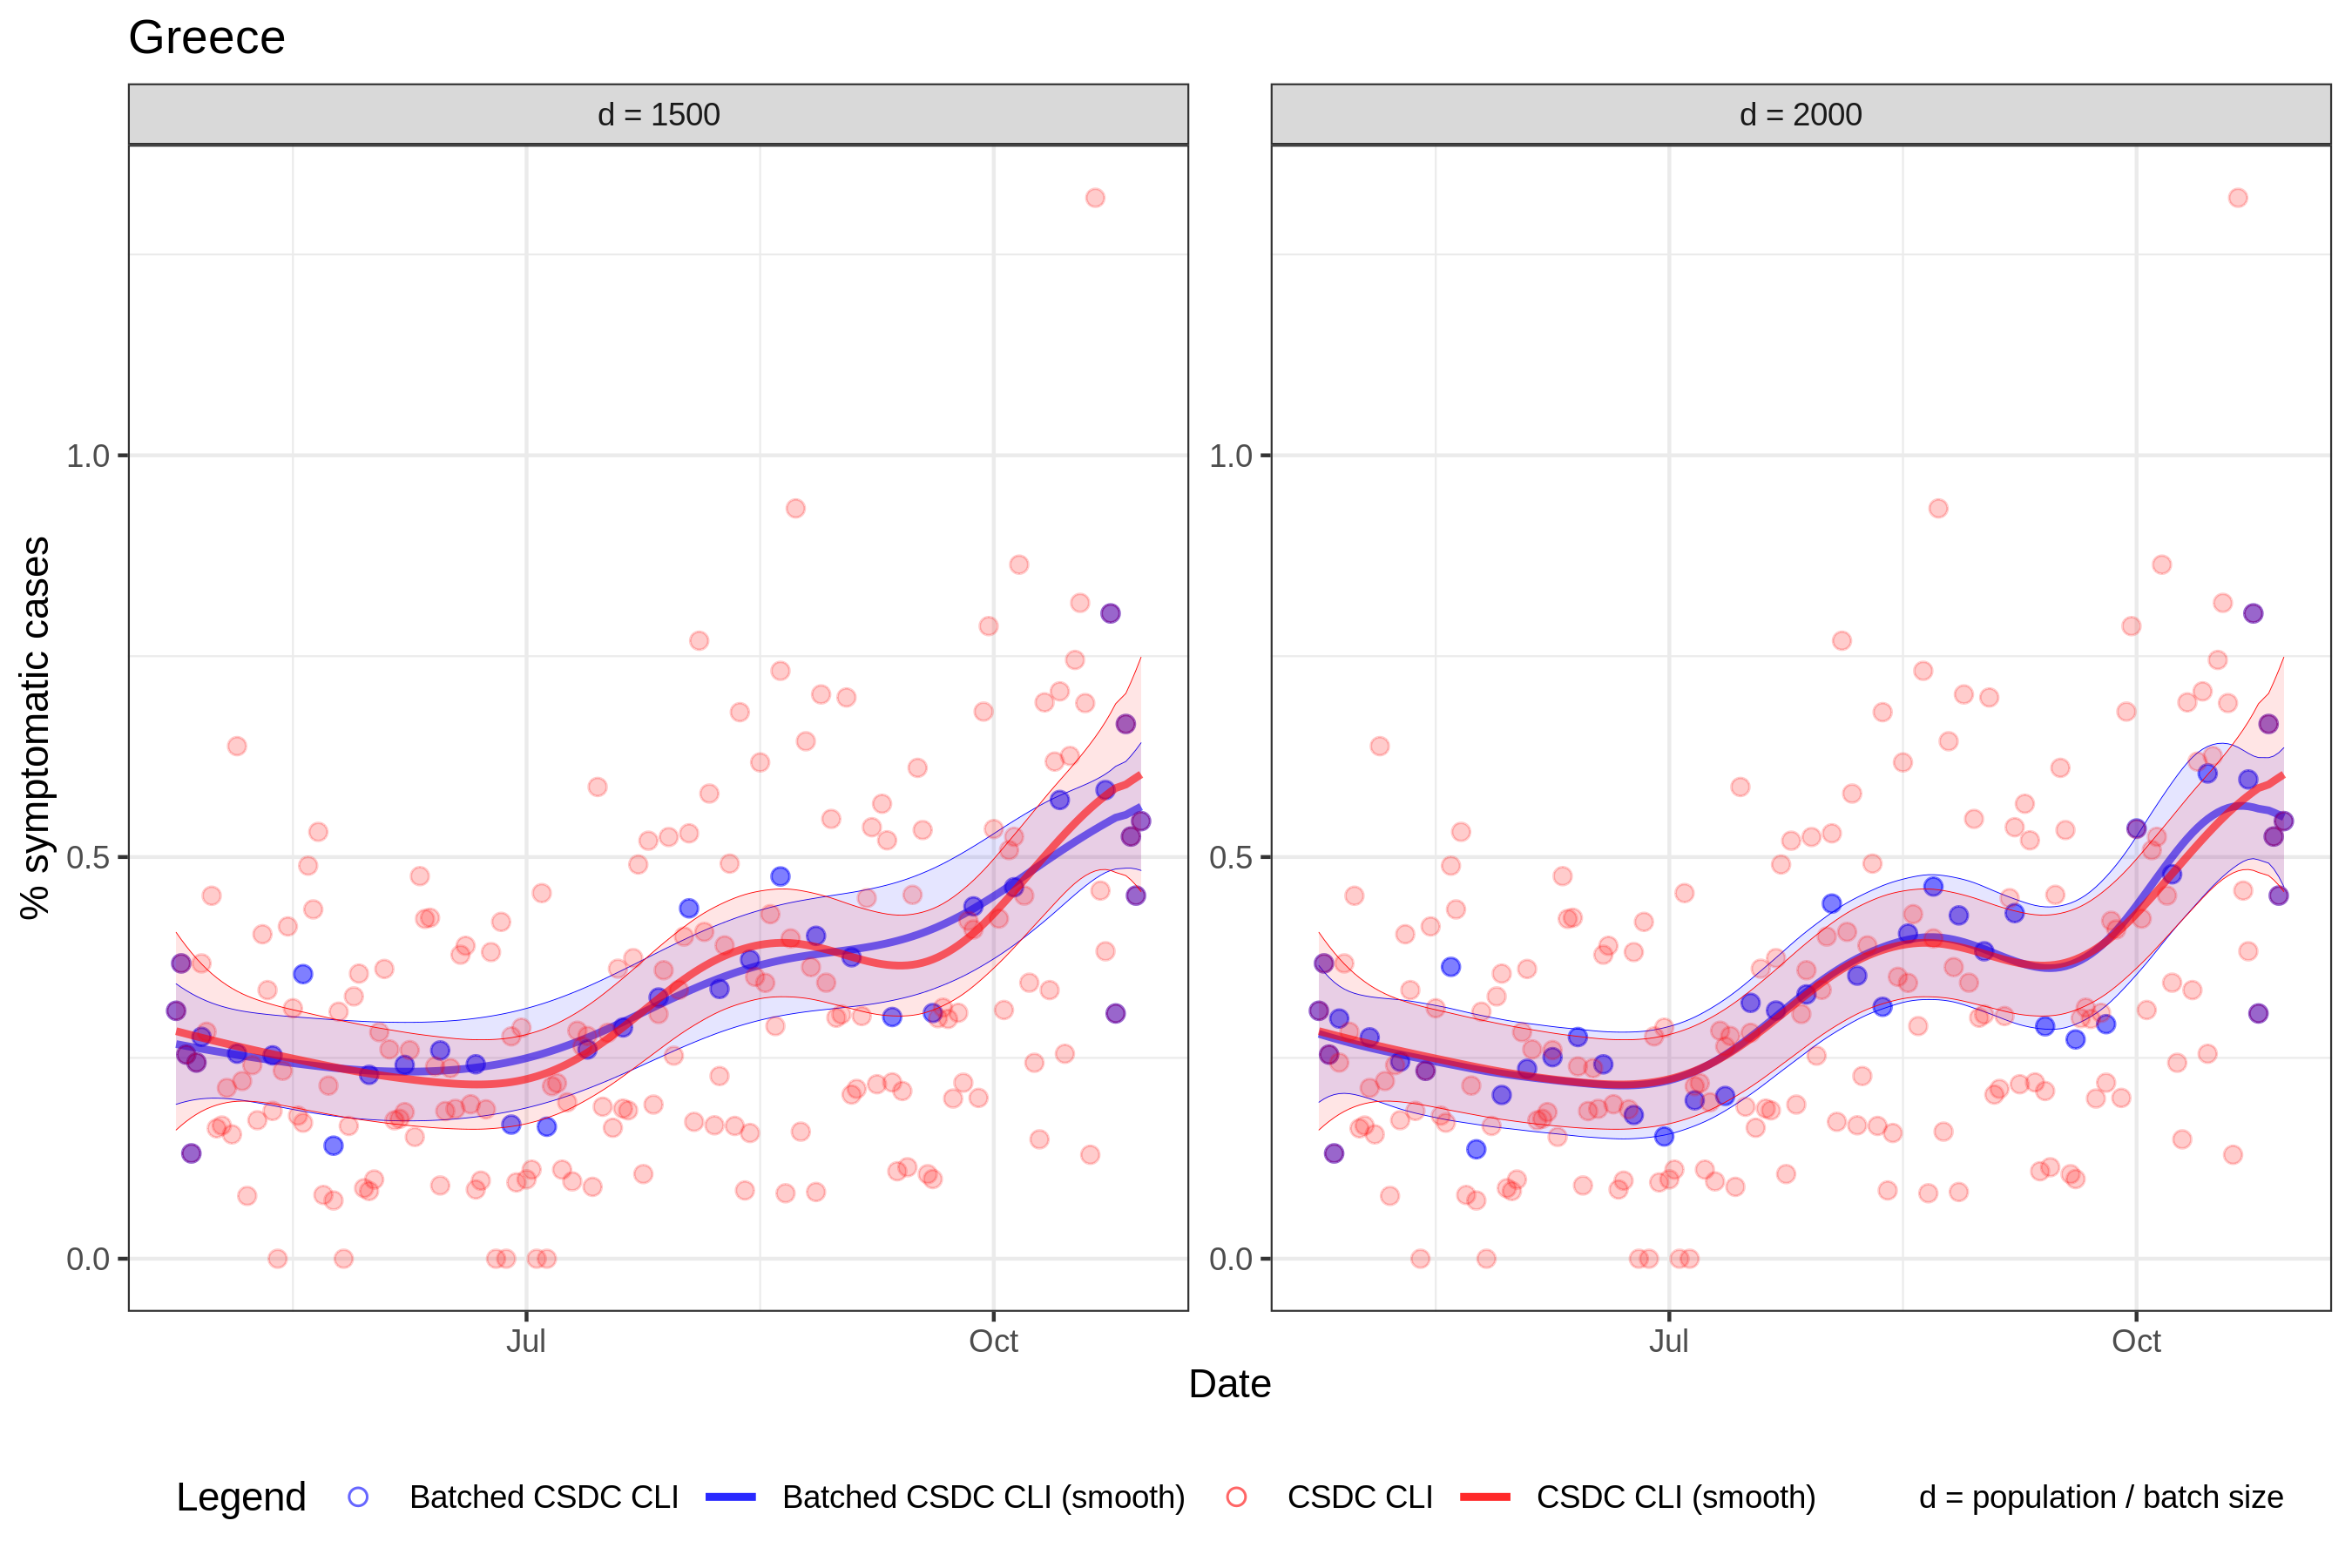 Greece
d = 1500
d = 2000
% symptomatic cases
1.0
0.5
0.0
1.0
0.5
0.0
Jul
Oct
Jul
Oct
Date
Legend
Batched CSDC CLI
Batched CSDC CLI (smooth)
CSDC CLI
CSDC CLI (smooth)
d = population / batch size